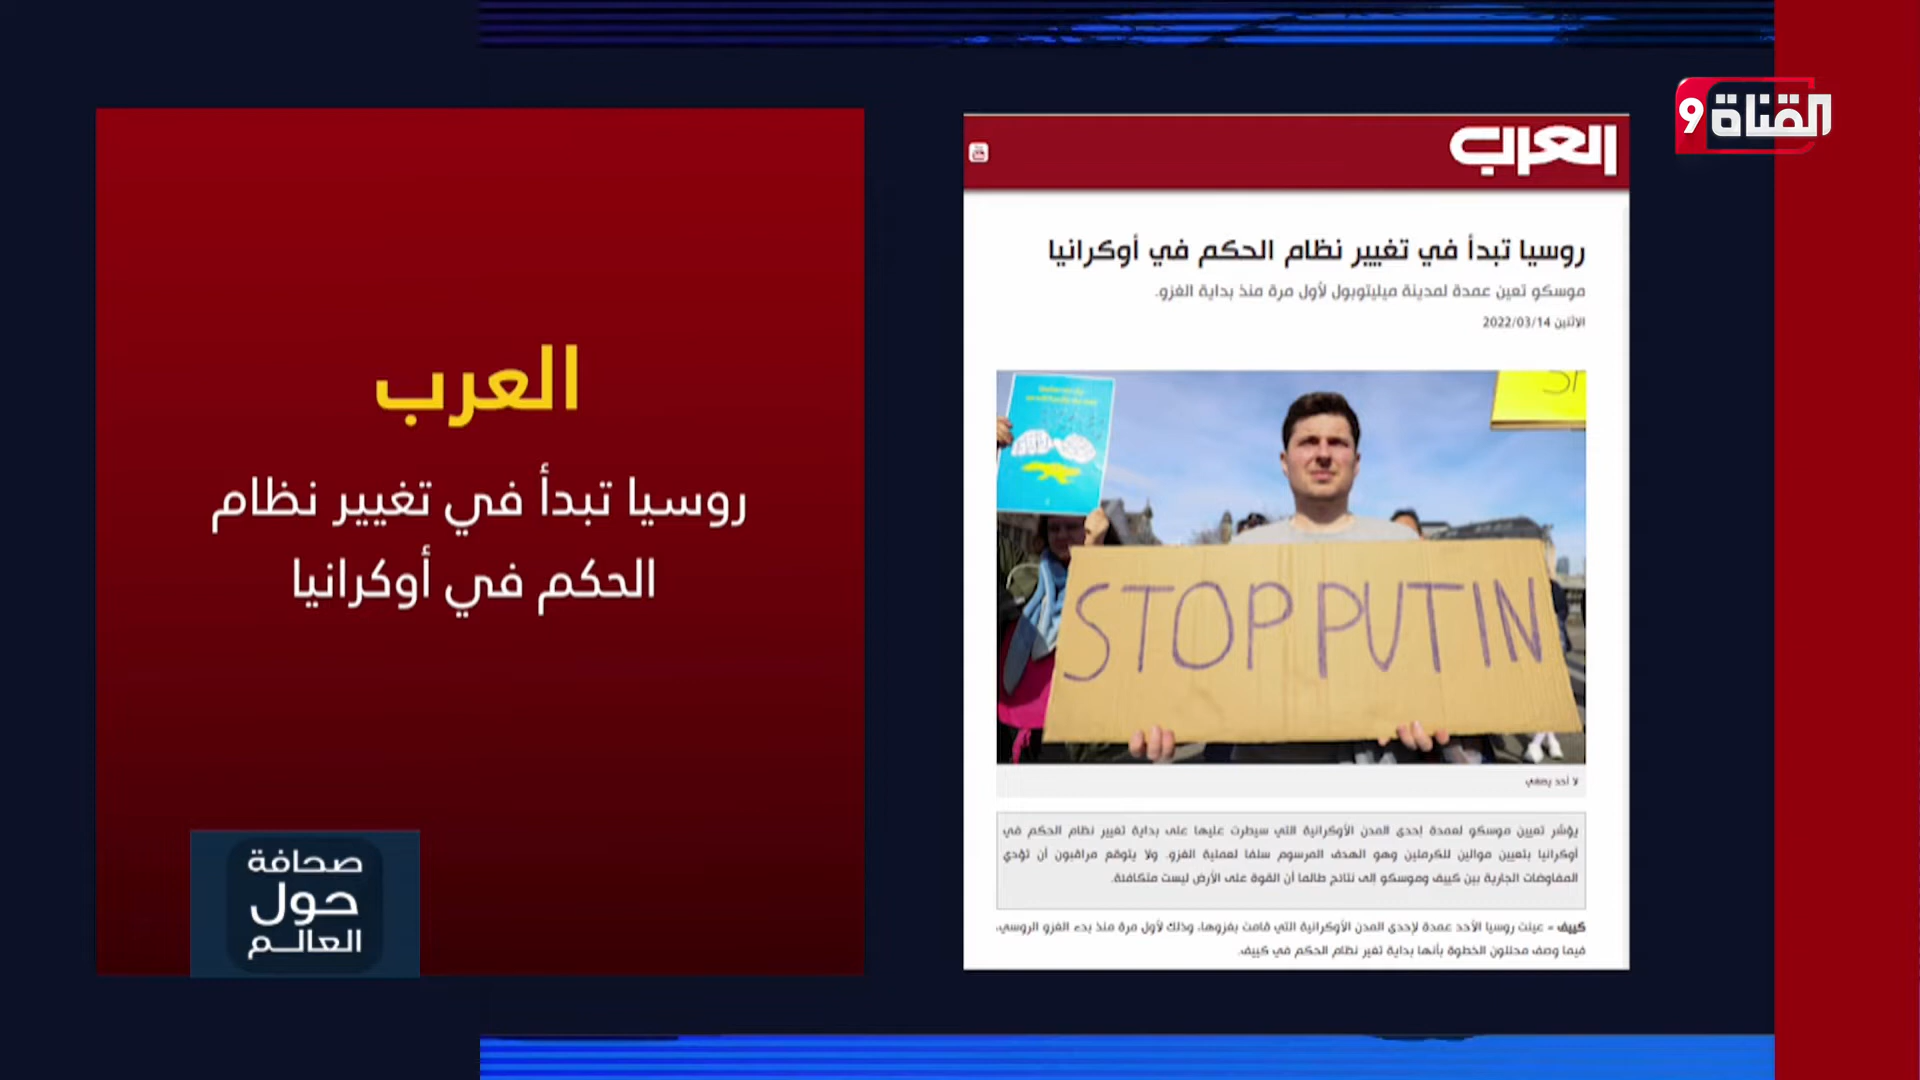 القناة 9
العرب
روسيا تبدأ في تغيير نظام
الحكم في أوكرانيا
صحافة
حول
العالم
العرب
روسيا تبدأ في تغيير نظام الحكم في أوكرانيا
موسكو تعين عمدة لمدينة ميليتوبول لأول مرة منذ بداية الغزو.
الاثنين 2022/03/14
STOP PUTIN
لا أحد يصغي
يؤشر تعيين موسكو لعمدة إحدى المدن الأوكرانية التي سيطرت عليها على بداية تغيير نظام الحكم في
أوكرانيا بتعيين موالين للكرملين وهو الهدف المرسوم سلفا لعملية الغزو. ولا يتوقع مراقبون أن تؤدي
المفاوضات الجارية بين كييف وموسكو إلى نتائج طالما أن القوة على الأرض ليست متكافئة.
كييف - عينت روسيا الأحد عمدة لإحدى المدن الأوكرانية التي قامت بغزوها، وذلك لأول مرة منذ بدء الغزو الروسي،
فيما وصف محللون الخطوة بأنها بداية تغير نظام الحكم في كييف.